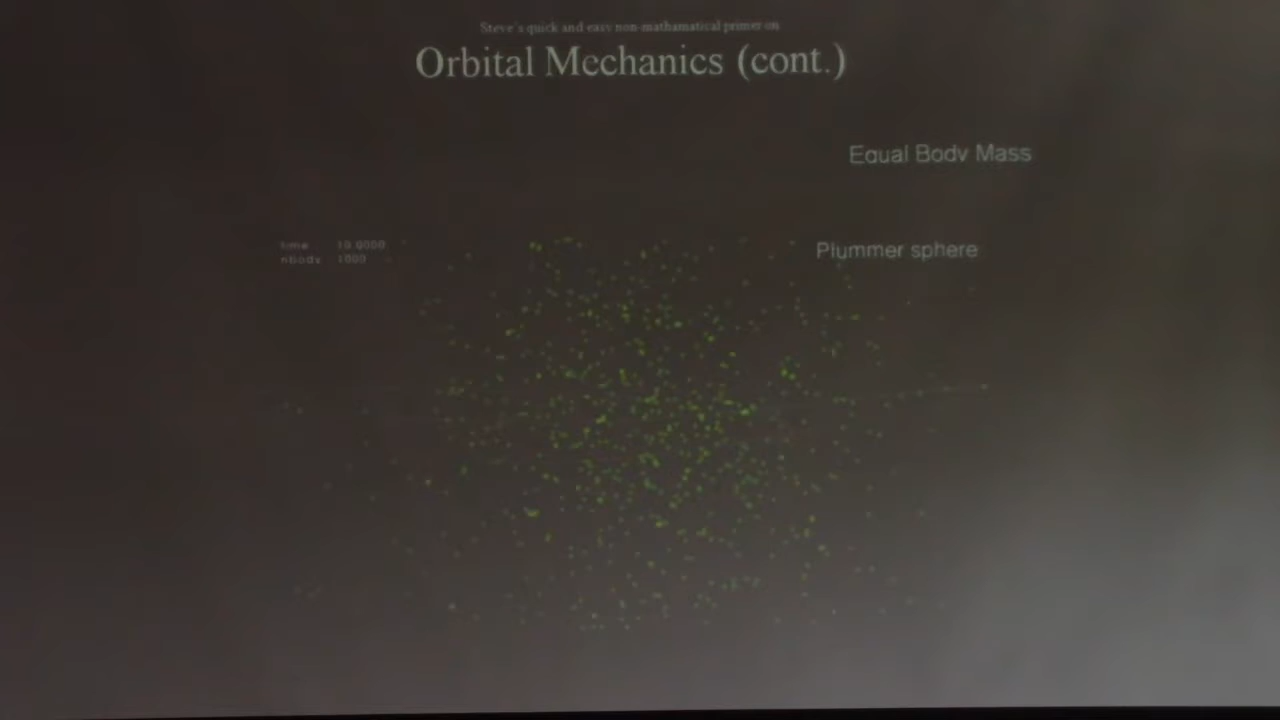 Steve's quick and easy non-mathamatical primer on
Orbital Mechanics (cont.)
Equal Body Mass
time 10.0000
nbody 1000
Plummer sphere